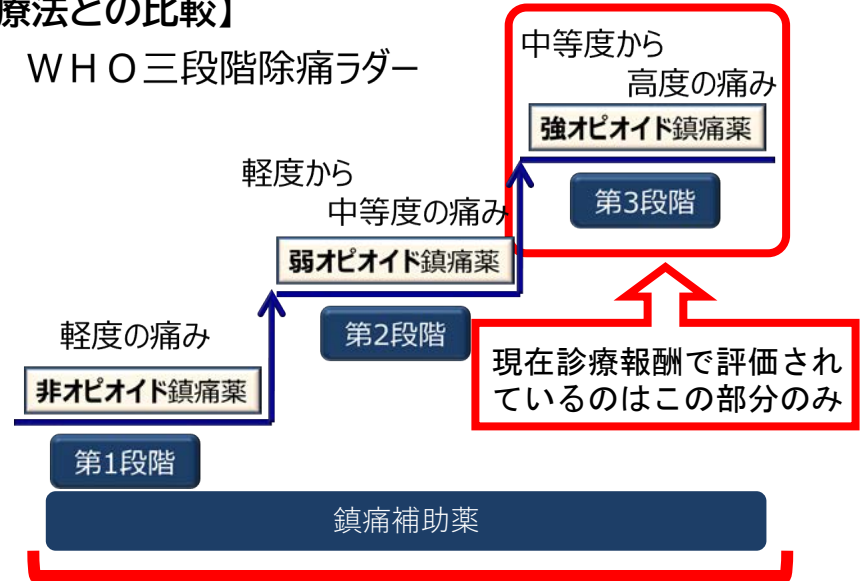 療法との比較】
ＷＨＯ三段階除痛ラダー
中等度から
高度の痛み
強オピオイド鎮痛薬
第3段階
軽度から
中等度の痛み
弱オピオイド鎮痛薬
第2段階
軽度の痛み
非オピオイド鎮痛薬
第1段階
現在診療報酬で評価され
ているのはこの部分のみ
鎮痛補助薬